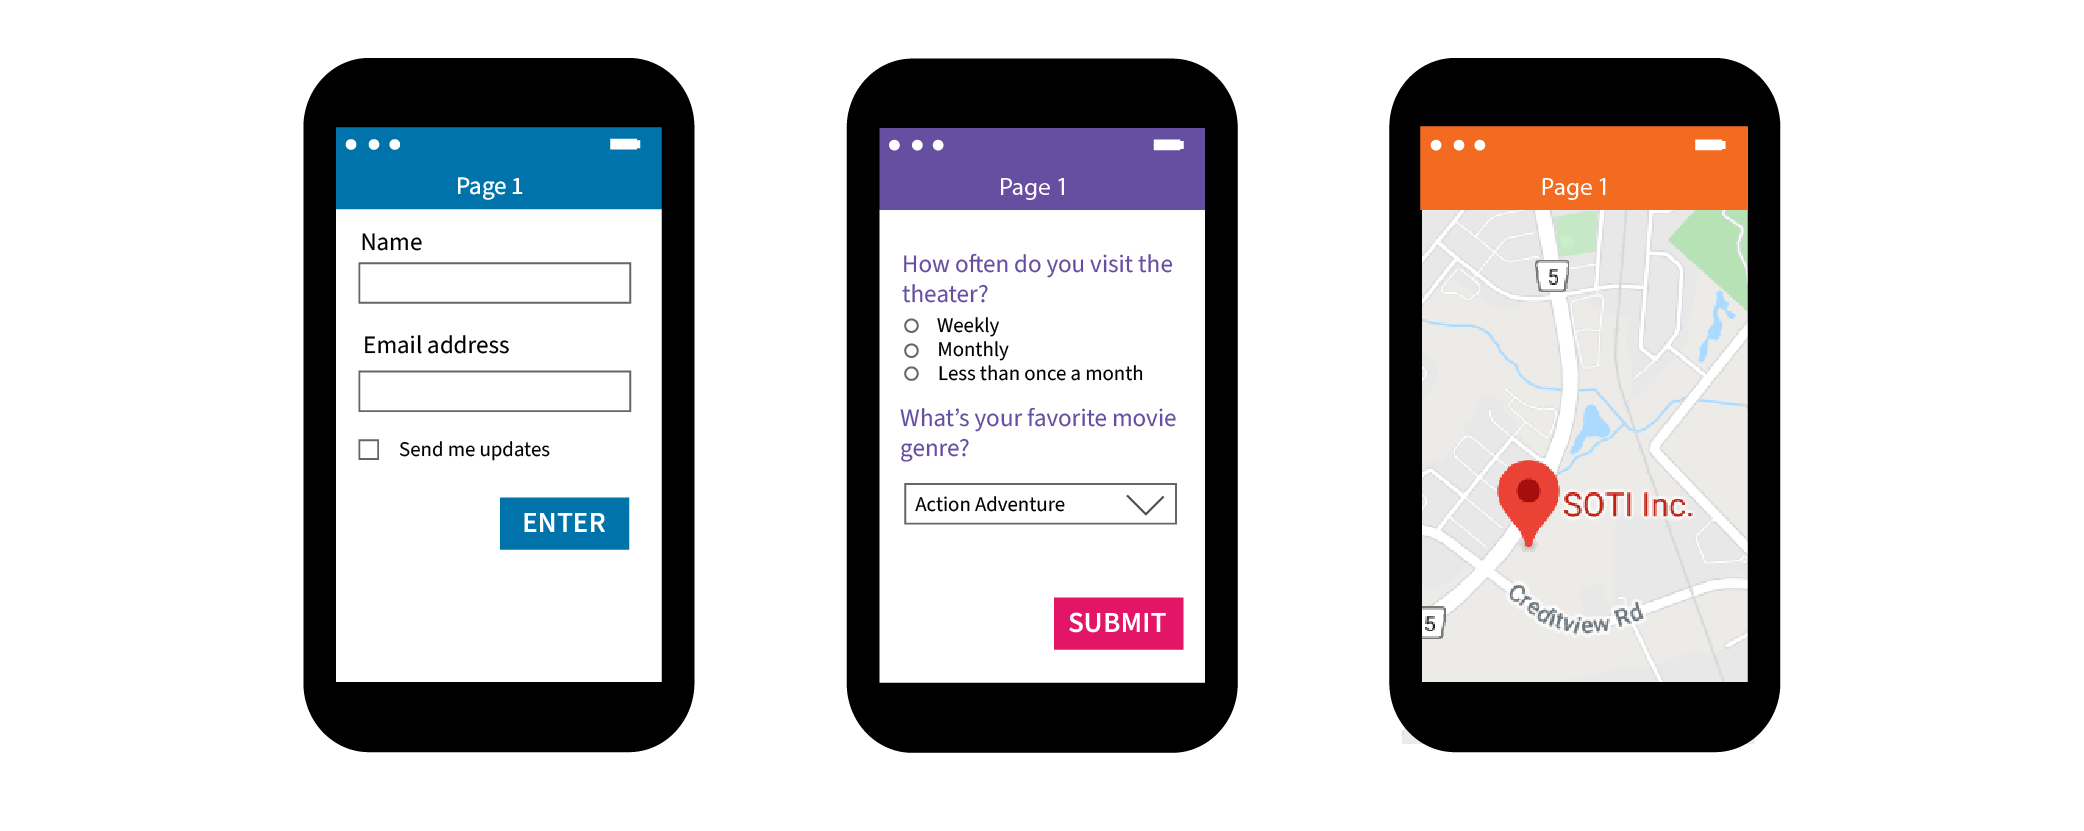 Page 1
Name
Email address
Send me updates
ENTER
Page 1
How often do you visit the
theater?
Weekly
Monthly
Less than once a month
What’s your favorite movie
genre?
Action Adventure
SUBMIT
Page 1
5
SOTI Inc.
Creditview Rd
5